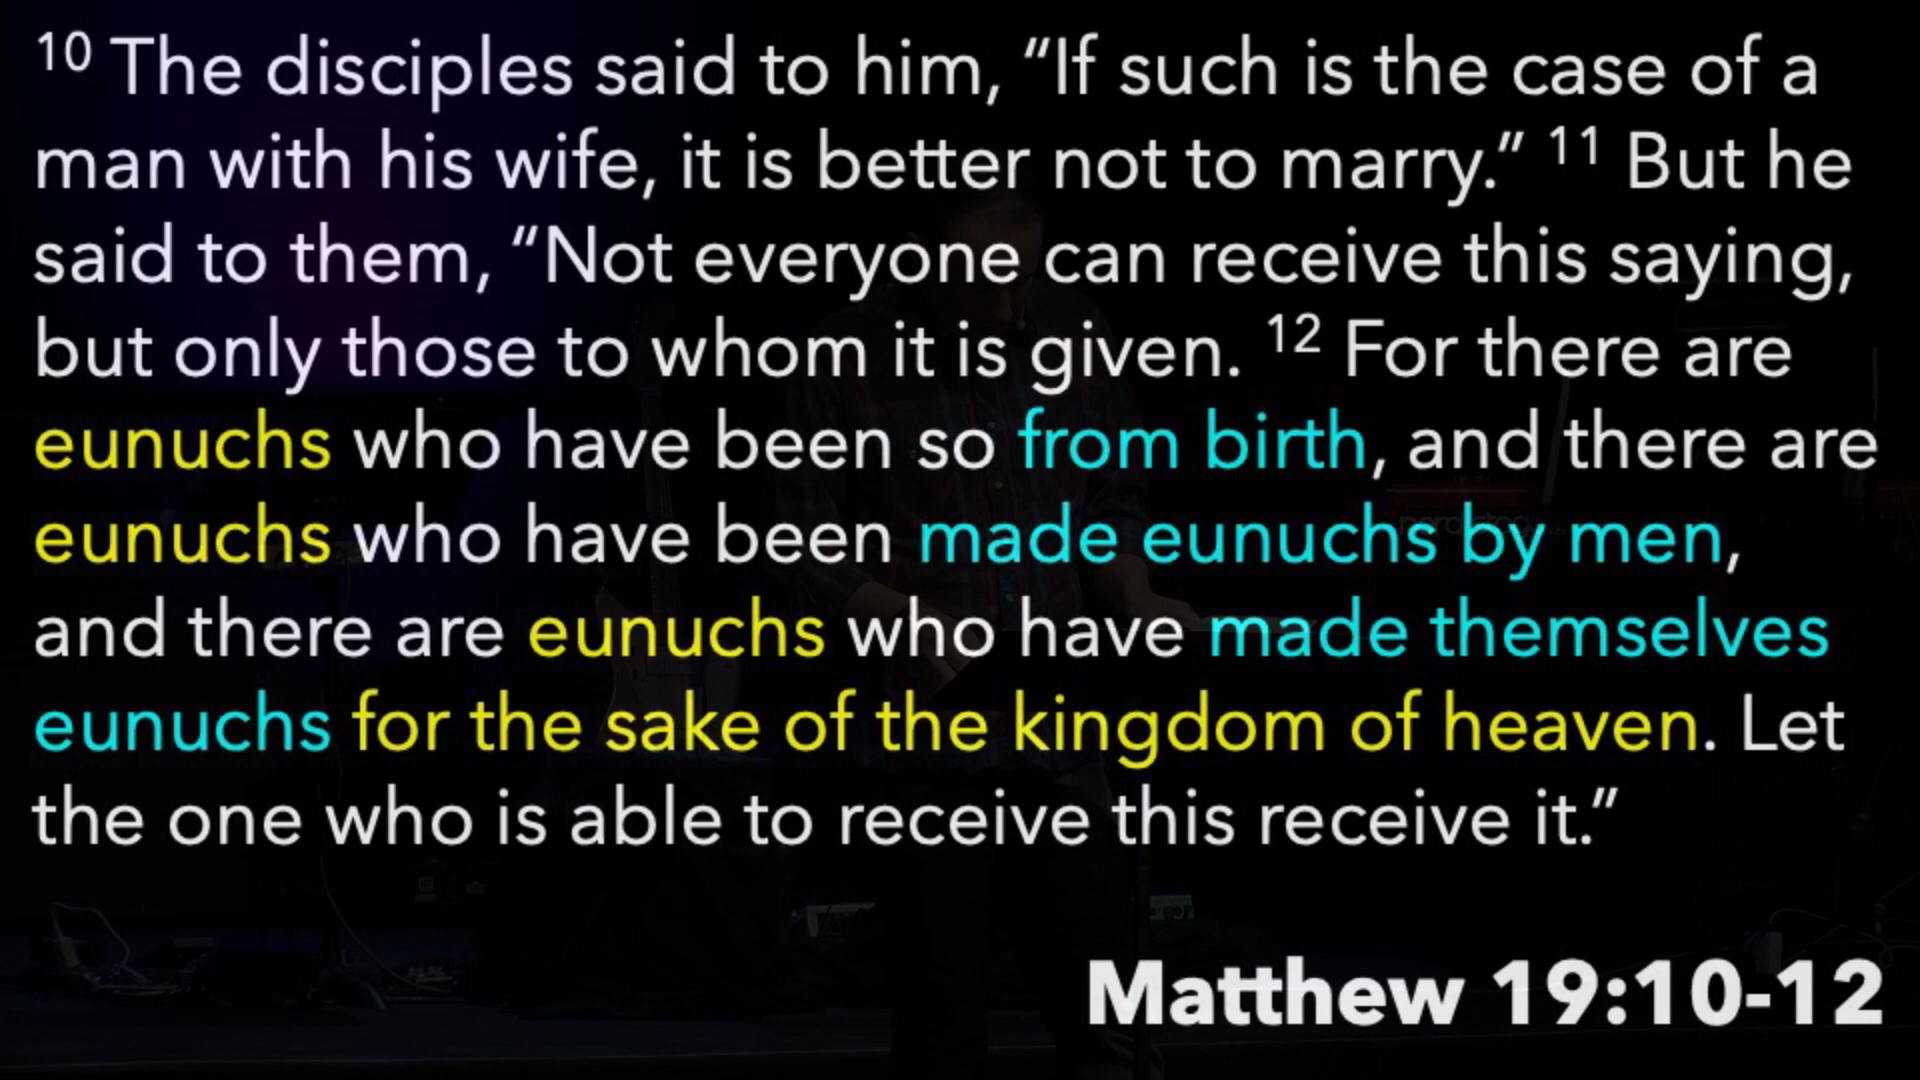 10 The disciples said to him, “If such is the case of a
man with his wife, it is better not to marry.” 11 But he
said to them, “Not everyone can receive this saying,
but only those to whom it is given. 12 For there are
eunuchs who have been so from birth, and there are
eunuchs who have been made eunuchs by men,
and there are eunuchs who have made themselves
eunuchs for the sake of the kingdom of heaven. Let
the one who is able to receive this receive it.”
Matthew 19:10-12